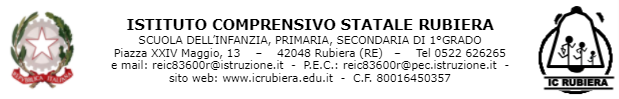 ISTITUTO COMPRENSIVO STATALE RUBIERA
SCUOLA DELL'INFANZIA, PRIMARIA, SECONDARIA DI 1°GRADO
Piazza XXIV Maggio, 13 – 42048 Rubiera (RE) – Tel 0522 626265
e mail: reic83600r@istruzione.it - P.E.C.: reic83600r@pec.istruzione.it -
sito web: www.icrubiera.edu.it - C.F. 80016450357
REPVBBLICA ITALIANA
IC RUBIERA